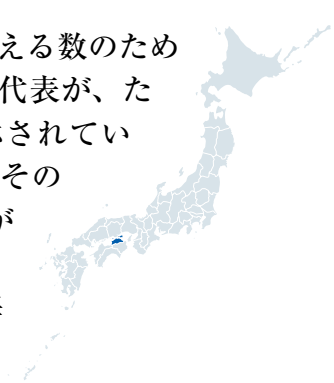 える数のため
代表が、た
されてい
その
が